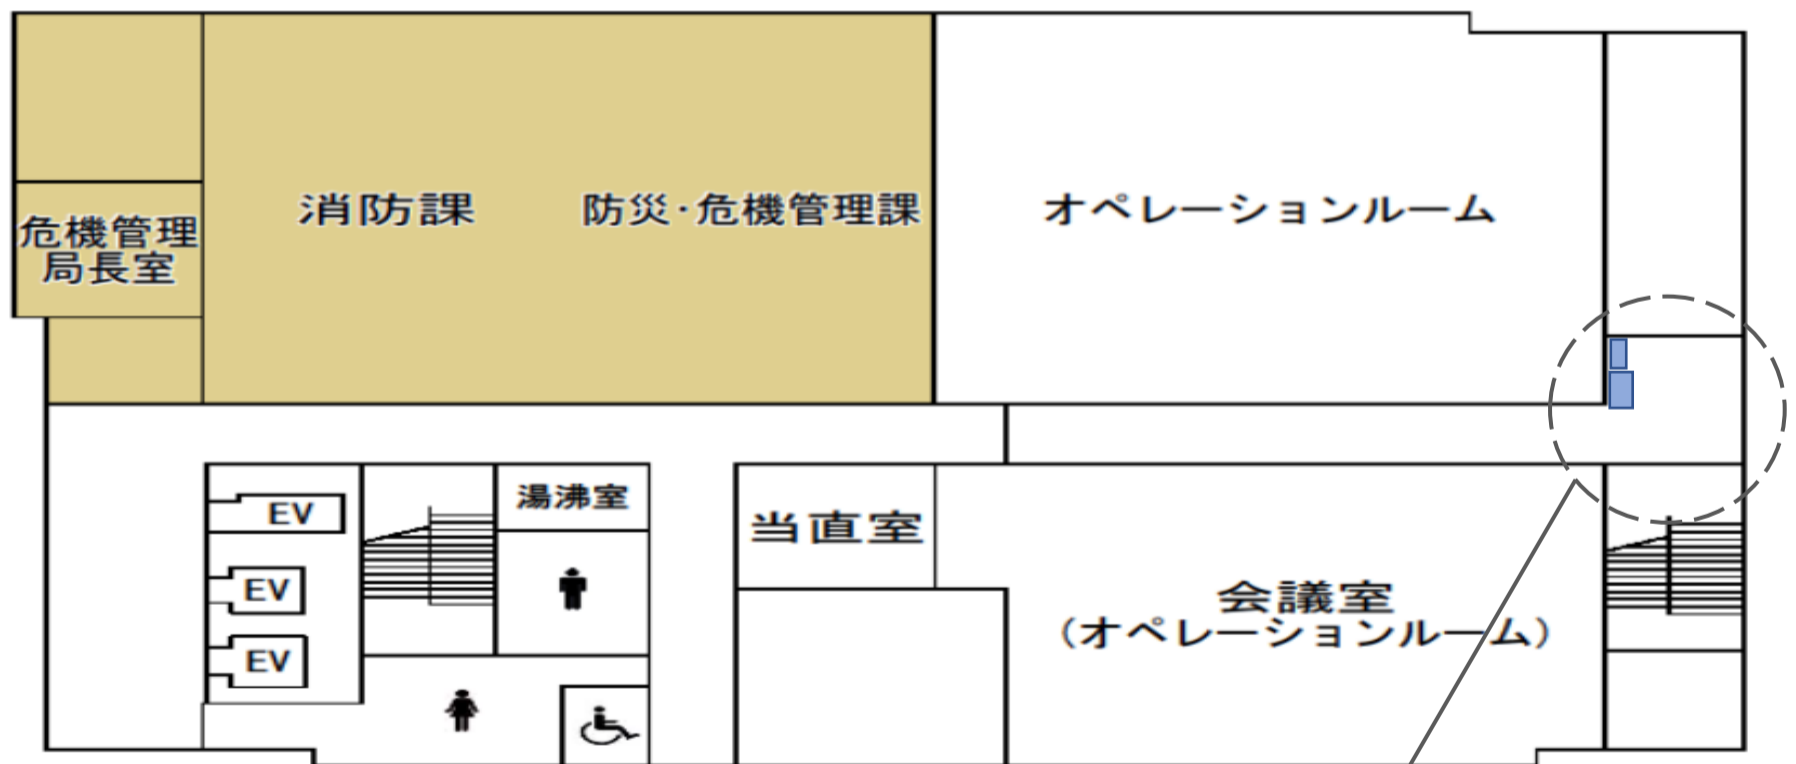 危機管理
局長室
消防課
防災・危機管理課
オペレーションルーム
EV
EV
EV
湯沸室
当直室
会議室
（オペレーションルーム）